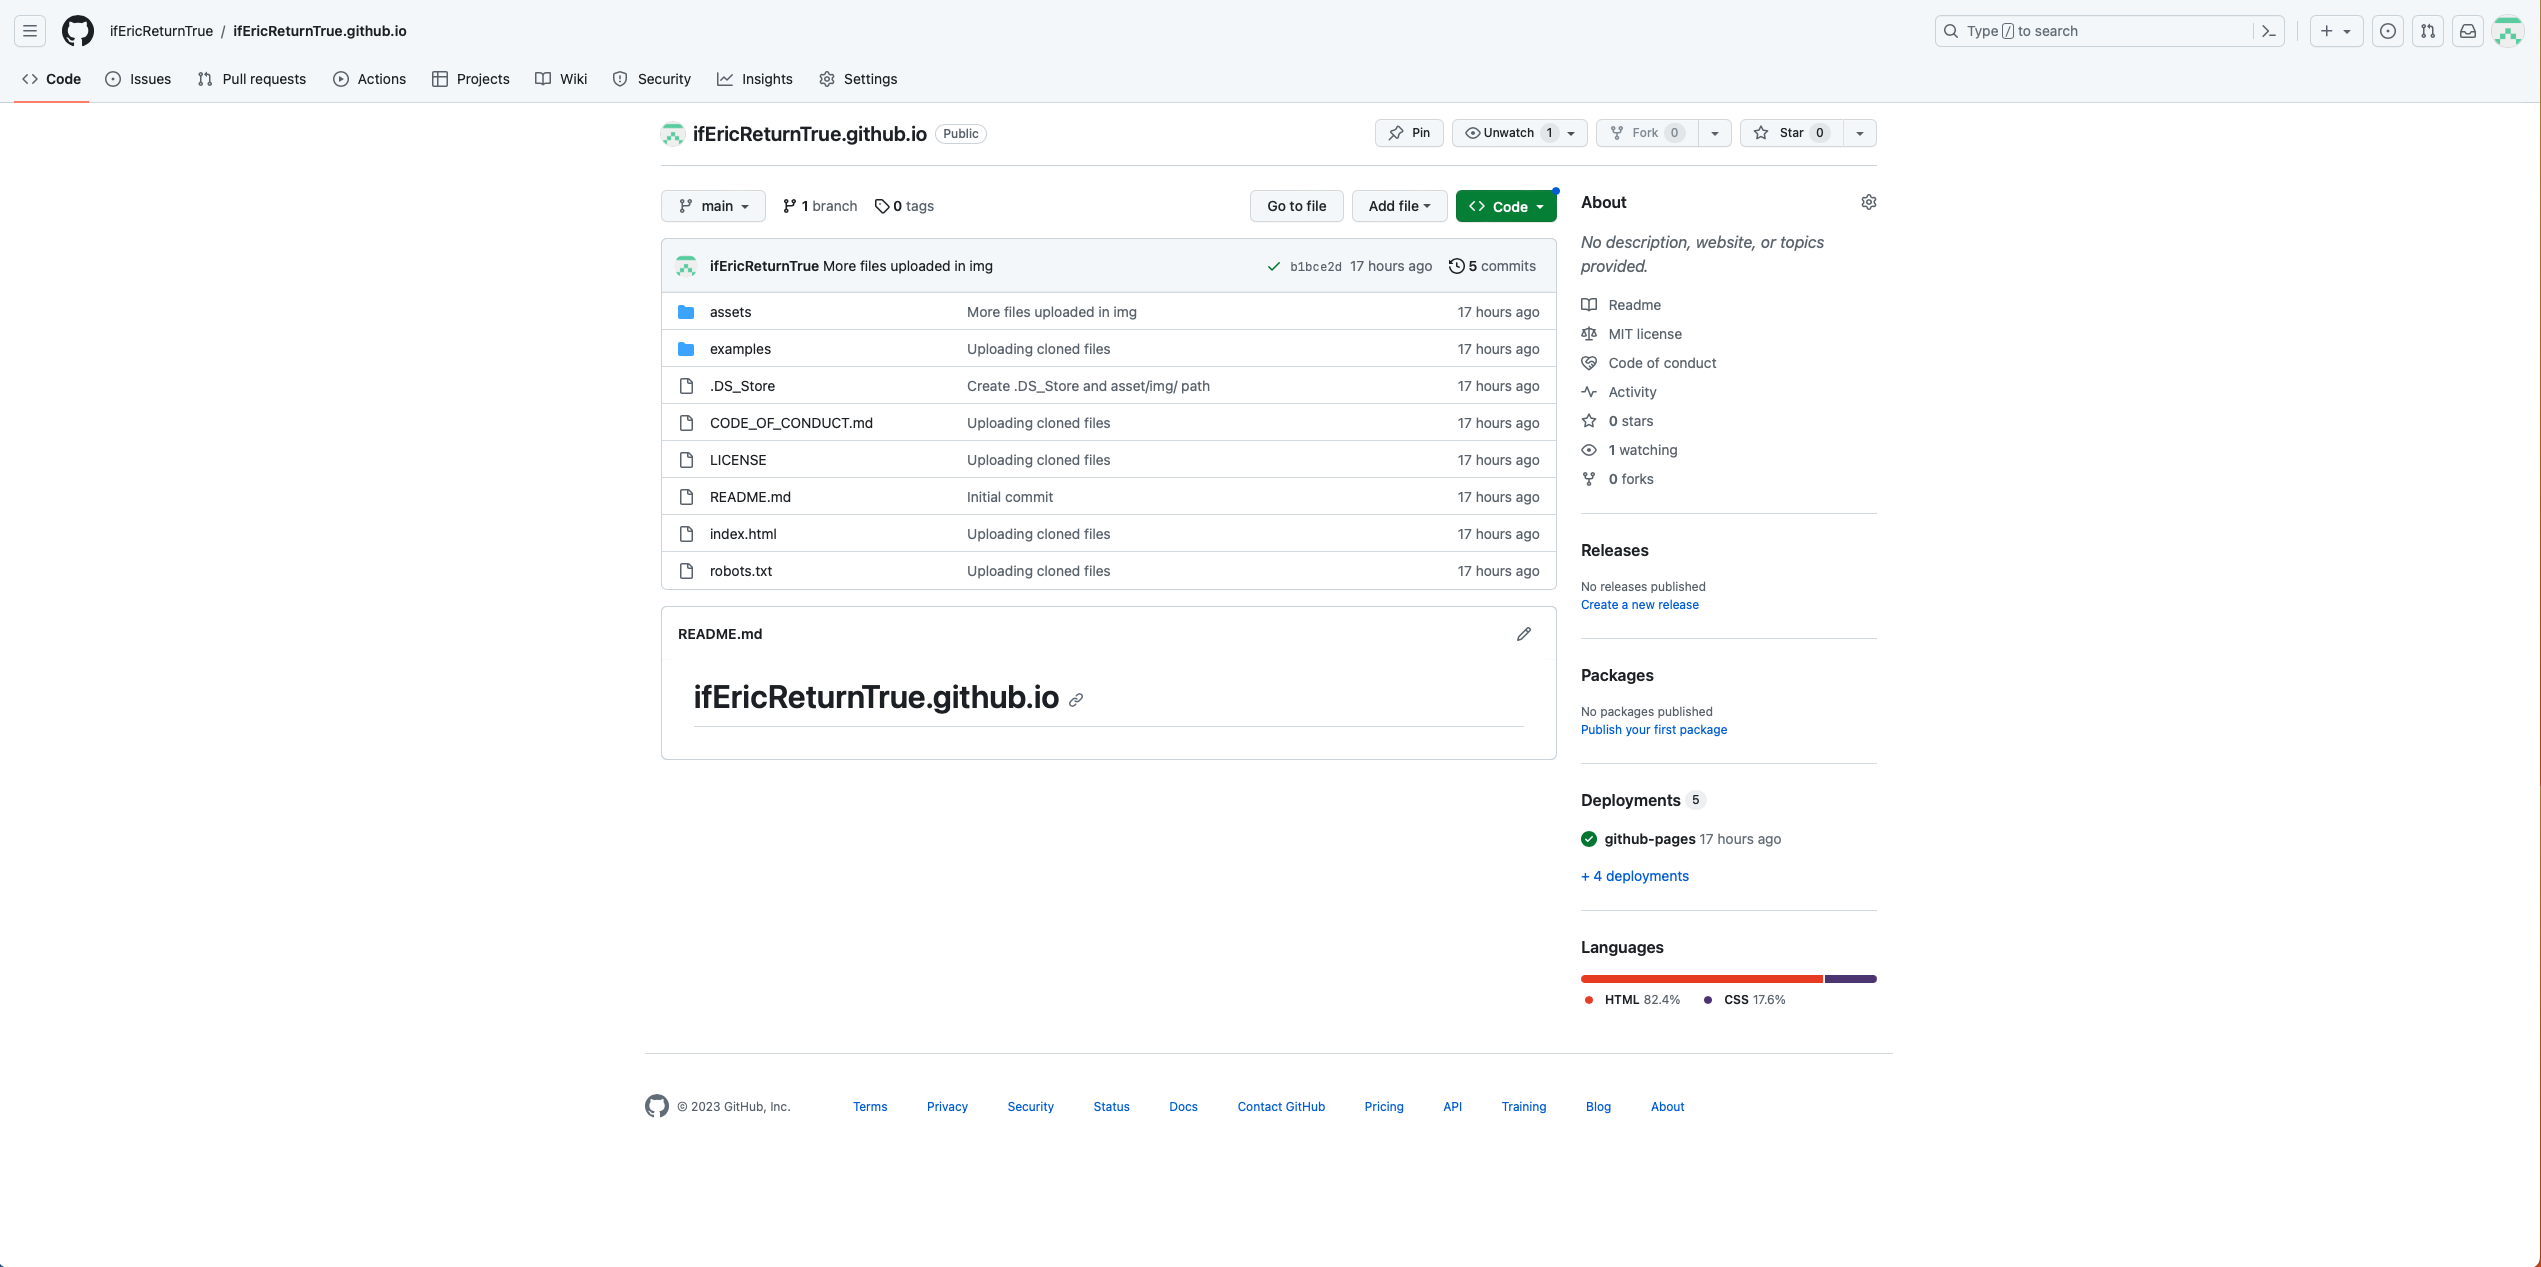 ifEricReturnTrue / ifEricReturnTrue.github.io
Type / to search
Code Issues Pull requests Actions Projects Wiki Security Insights Settings
ifEricReturnTrue.github.io Public
Pin Unwatch 1 Fork 0 Star 0
main 1 branch 0 tags Go to file Add file Code
ifEricReturnTrue More files uploaded in img b1bce2d 17 hours ago 5 commits
assets More files uploaded in img 17 hours ago
examples Uploading cloned files 17 hours ago
.DS_Store Create .DS_Store and asset/img/ path 17 hours ago
CODE_OF_CONDUCT.md Uploading cloned files 17 hours ago
LICENSE Uploading cloned files 17 hours ago
README.md Initial commit 17 hours ago
index.html Uploading cloned files 17 hours ago
robots.txt Uploading cloned files 17 hours ago
README.md
ifEricReturnTrue.github.io
About
No description, website, or topics
provided.
Readme
MIT license
Code of conduct
Activity
0 stars
1 watching
0 forks
Releases
No releases published
Create a new release
Packages
No packages published
Publish your first package
Deployments 5
github-pages 17 hours ago
+ 4 deployments
Languages
HTML 82.4% CSS 17.6%
© 2023 GitHub, Inc. Terms Privacy Security Status Docs Contact GitHub Pricing API Training Blog About